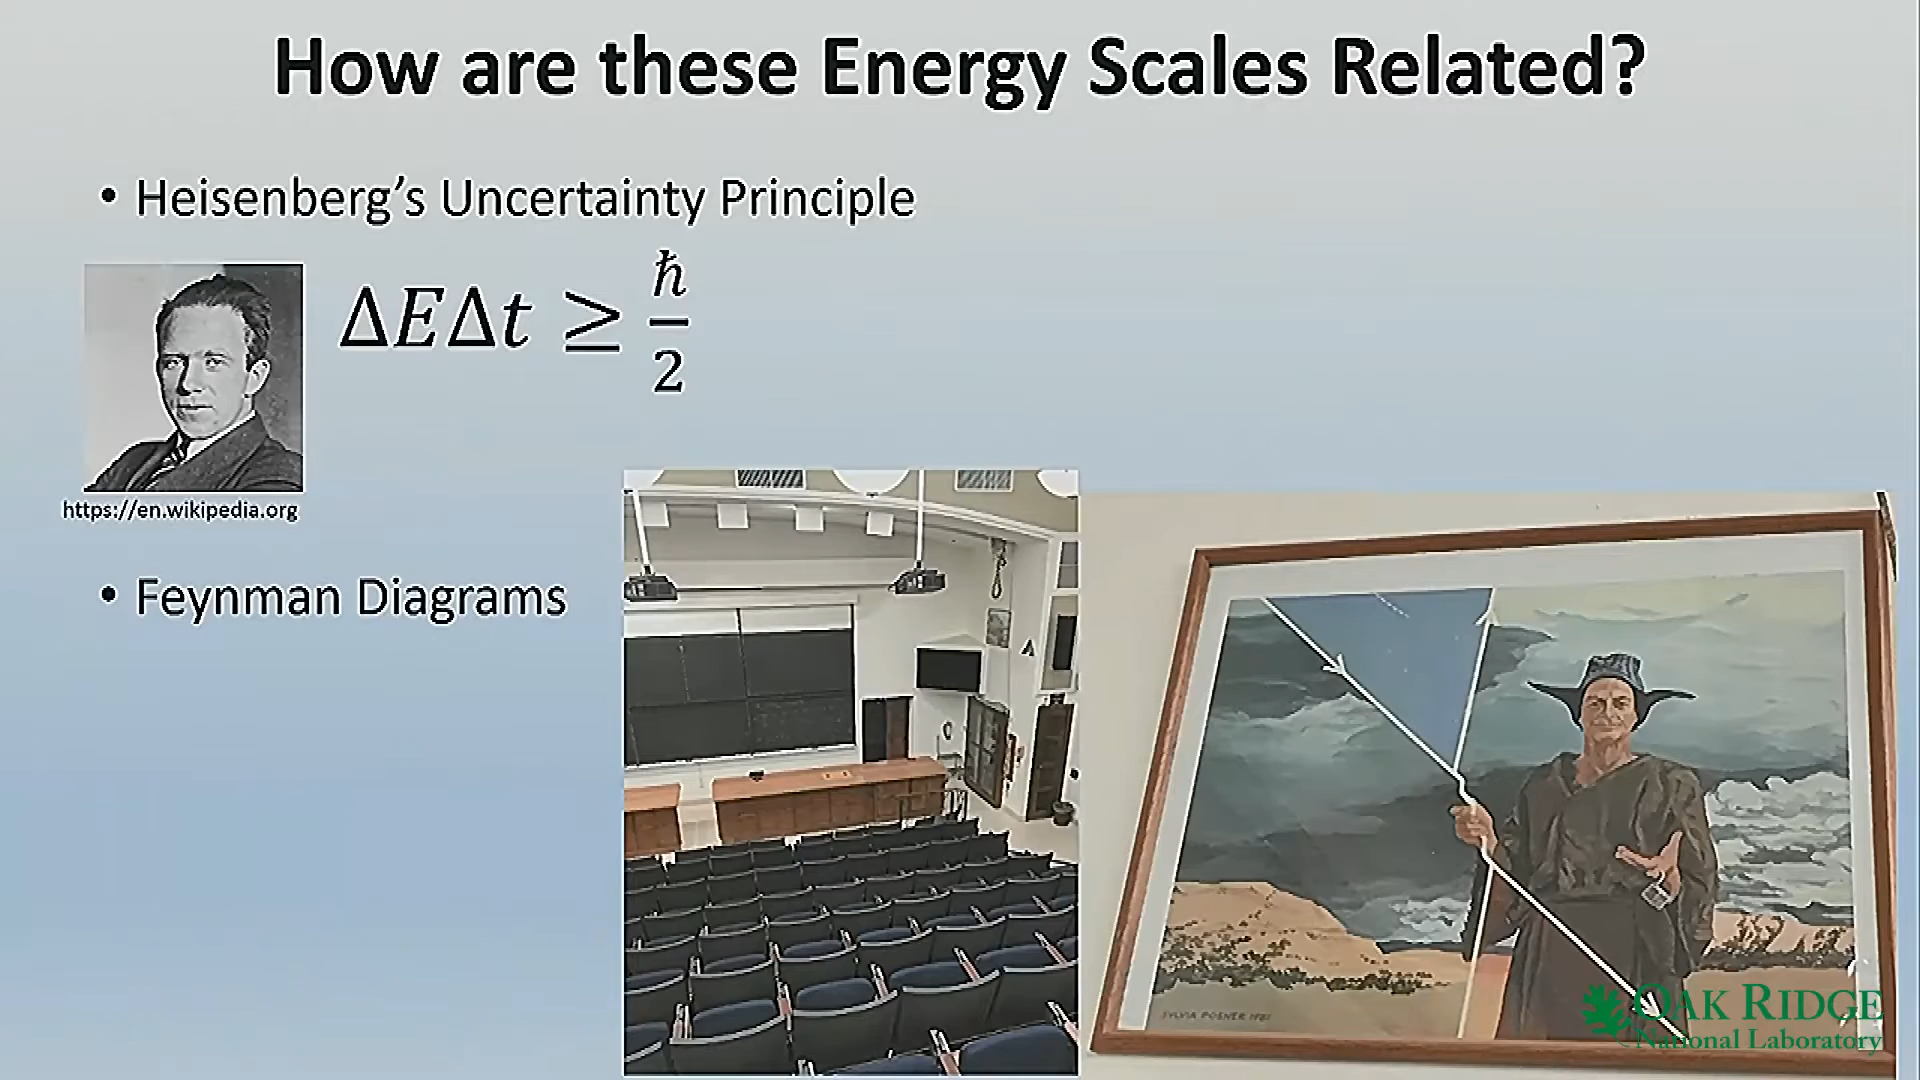 How are these Energy Scales Related?
• Heisenberg’s Uncertainty Principle
ΔEΔt ≥ ħ/2
https://en.wikipedia.org
• Feynman Diagrams
SYLVIA POSNER 1982
OAK RIDGE
National Laboratory